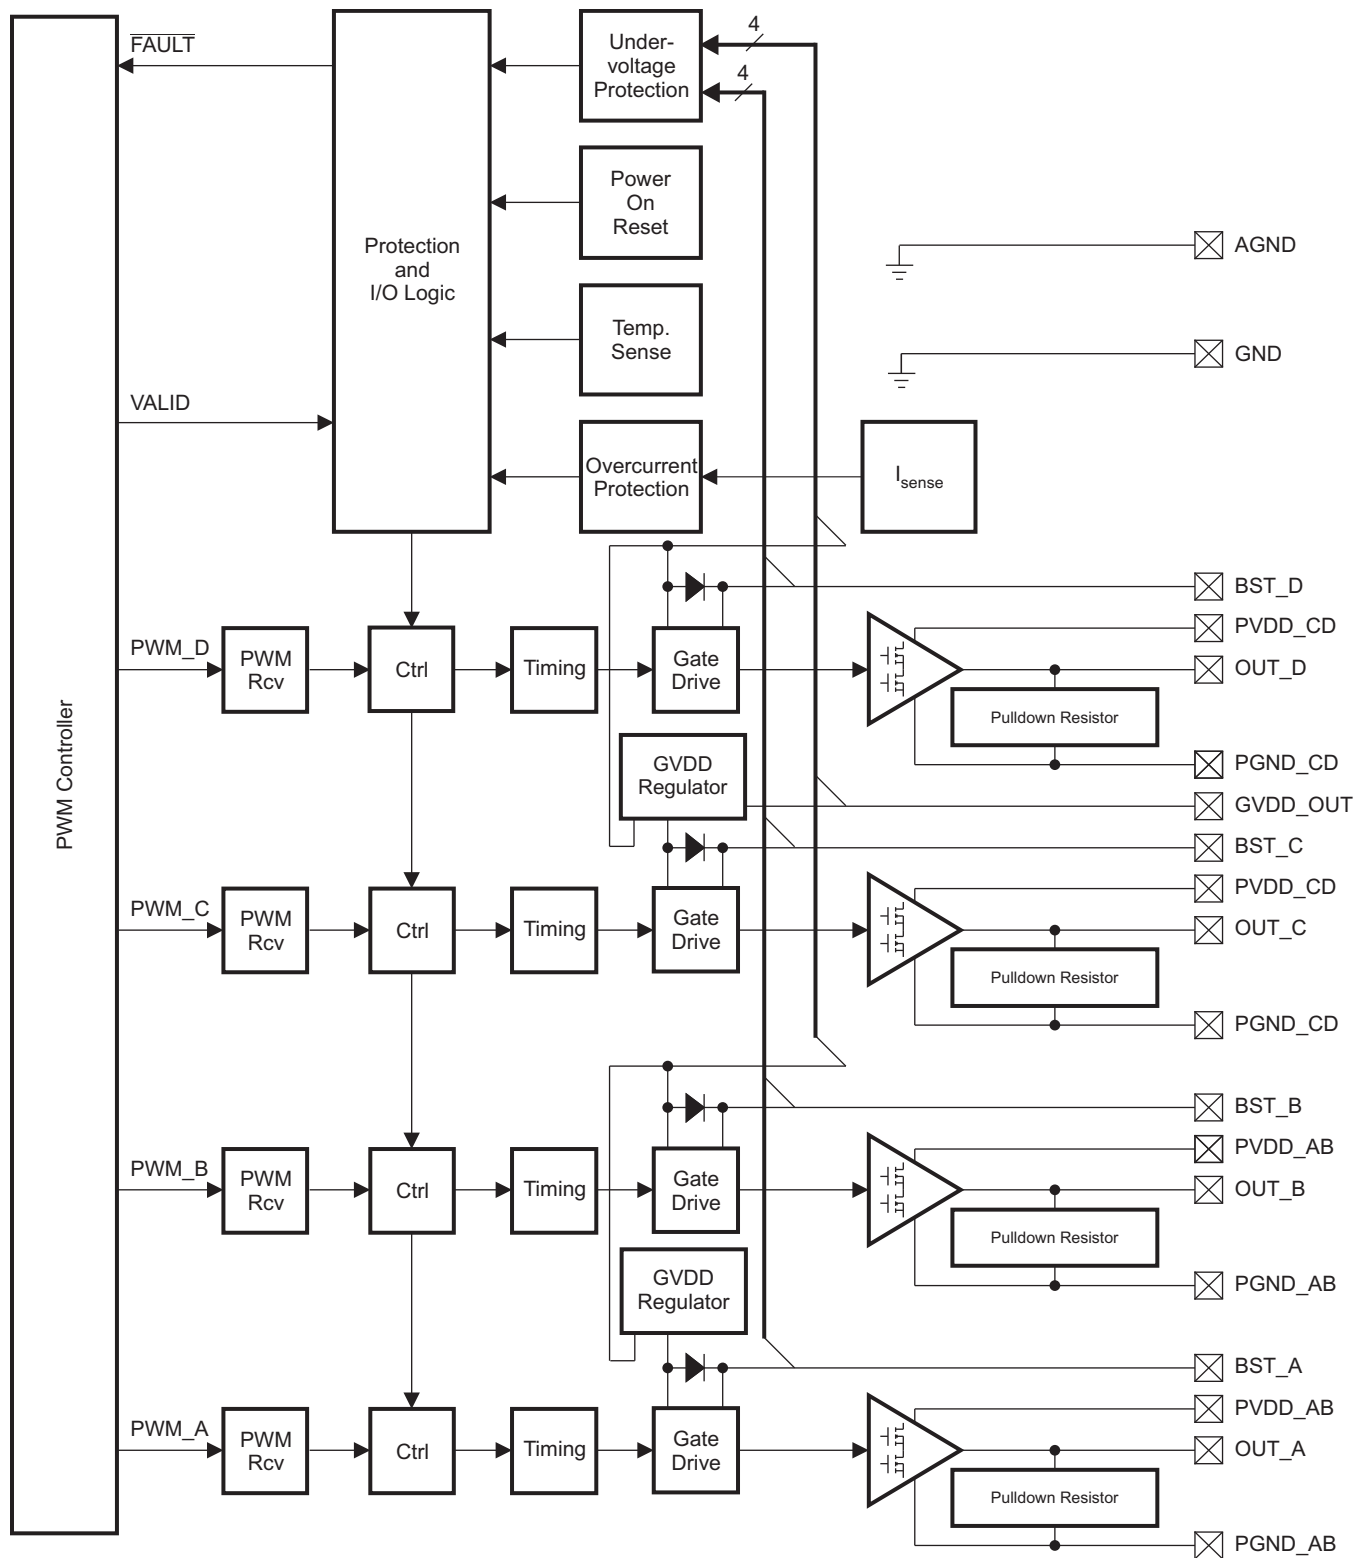 FAULT
Under-
voltage
Protection
4
4
Power
On
Reset
Protection
and
I/O Logic
AGND
Temp.
Sense
GND
VALID
Overcurrent
Protection
Isense
BST_D
PVDD_CD
PWM_D
PWM
Rcv
Ctrl
Timing
Gate
Drive
OUT_D
Pulldown Resistor
PWM Controller
GVDD
Regulator
PGND_CD
GVDD_OUT
BST_C
PVDD_CD
PWM_C
PWM
Rcv
Ctrl
Timing
Gate
Drive
OUT_C
Pulldown Resistor
PGND_CD
BST_B
PVDD_AB
PWM_B
PWM
Rcv
Ctrl
Timing
Gate
Drive
OUT_B
Pulldown Resistor
GVDD
Regulator
PGND_AB
BST_A
PVDD_AB
PWM_A
PWM
Rcv
Ctrl
Timing
Gate
Drive
OUT_A
Pulldown Resistor
PGND_AB